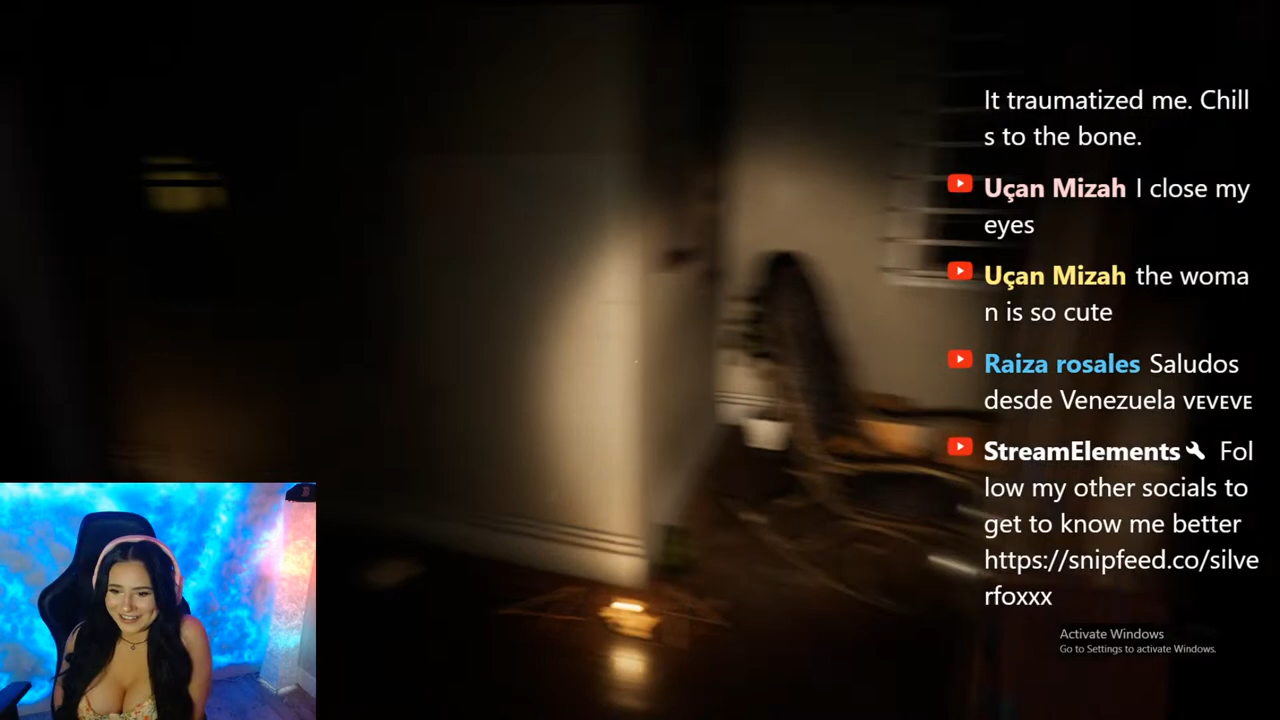 It traumatized me. Chill
s to the bone.
Uçan Mizah I close my
eyes
Uçan Mizah the woma
n is so cute
Raiza rosales Saludos
desde Venezuela ᴠᴇᴠᴇᴠᴇ
StreamElements Fol
low my other socials to
get to know me better
https://snipfeed.co/silve
rfoxxx
Activate Windows
Go to Settings to activate Windows.